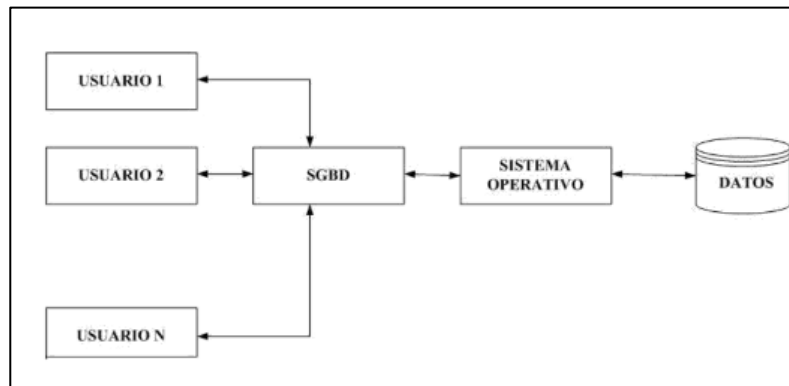 USUARIO 1
USUARIO 2
SGBD
SISTEMA
OPERATIVO
DATOS
USUARIO N